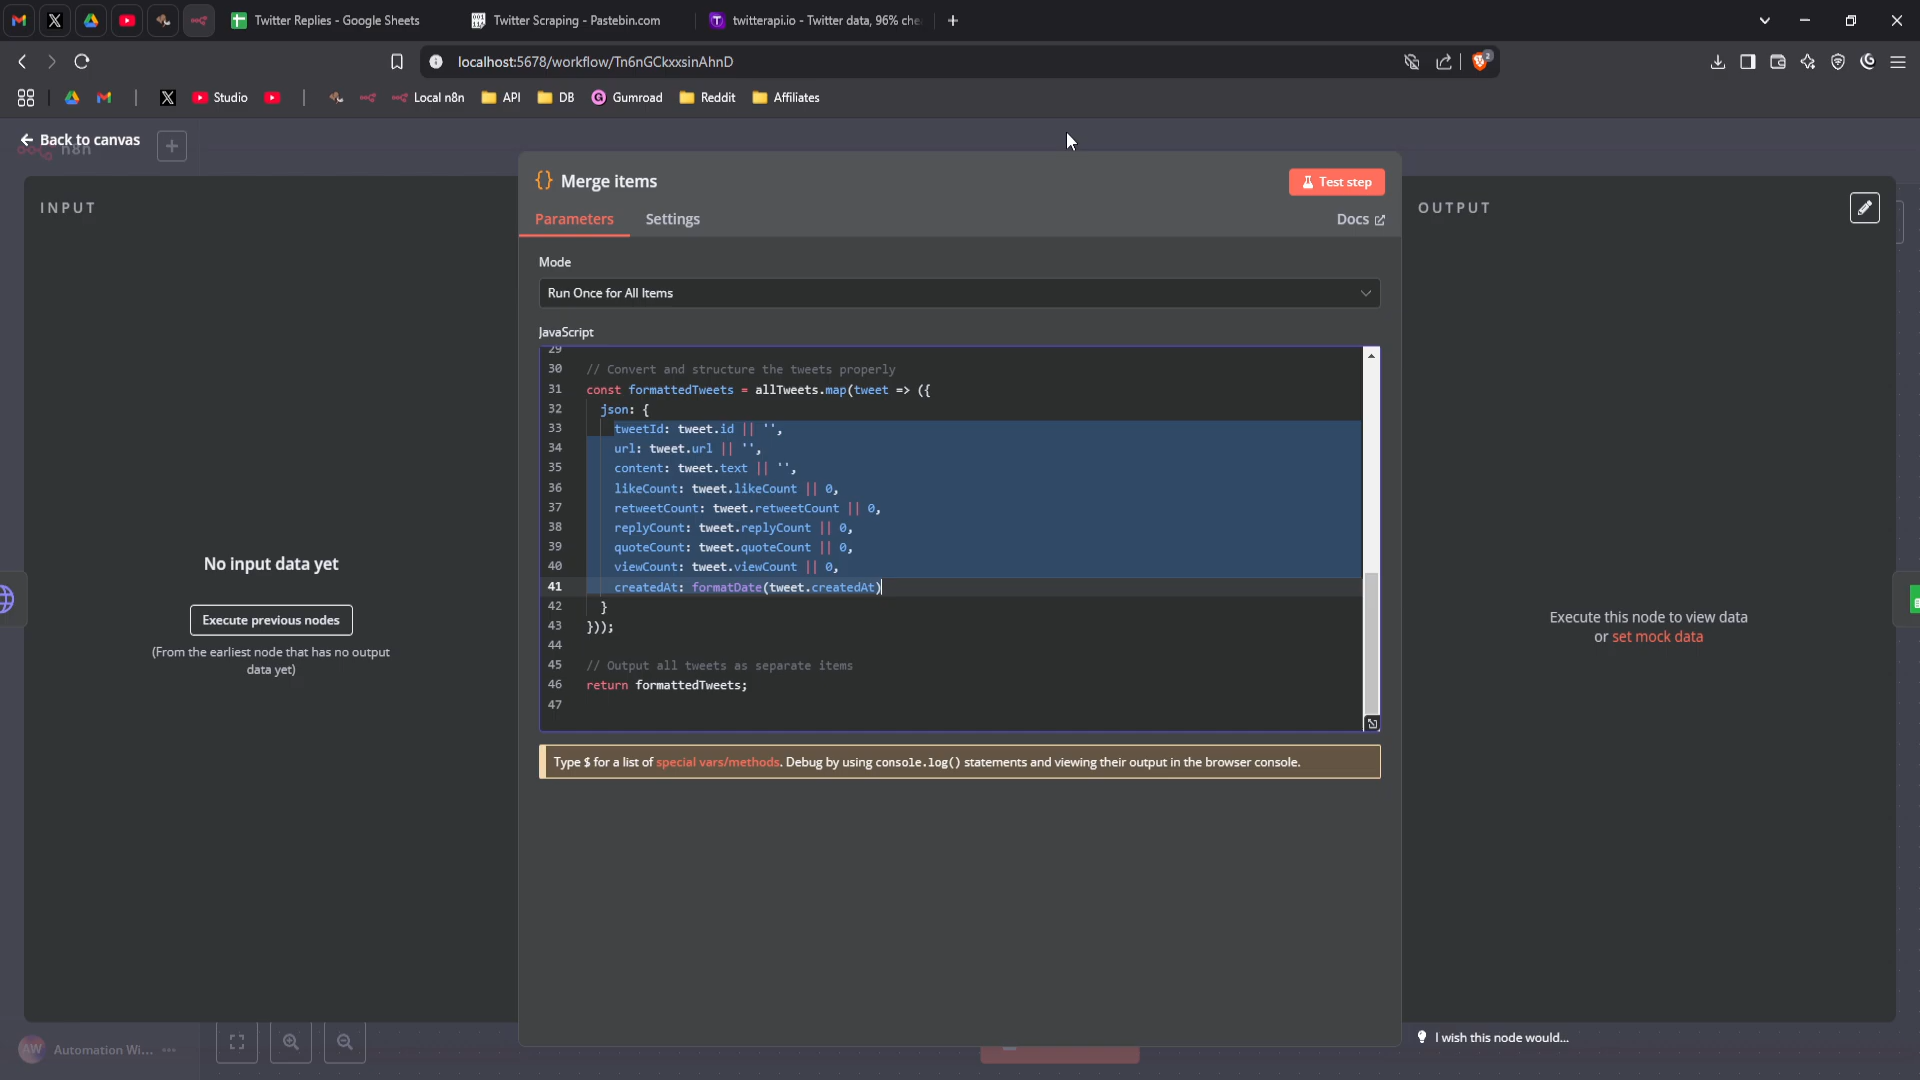 Twitter Replies - Google Sheets
Twitter Scraping - Pastebin.com
twitterapi.io - Twitter data, 96% che
localhost:5678/workflow/Tn6nGCkxxsinAhnD
2
Studio
Local n8n
API
DB
Gumroad
Reddit
Affiliates
Back to canvas
n8n
Merge items
Test step
INPUT
OUTPUT
Parameters
Settings
Docs
Mode
Run Once for All Items
JavaScript
29
30 // Convert and structure the tweets properly
31 const formattedTweets = allTweets.map(tweet => ({
32 json: {
33 tweetId: tweet.id || '',
34 url: tweet.url || '',
35 content: tweet.text || '',
36 likeCount: tweet.likeCount || 0,
37 retweetCount: tweet.retweetCount || 0,
38 replyCount: tweet.replyCount || 0,
39 quoteCount: tweet.quoteCount || 0,
40 viewCount: tweet.viewCount || 0,
41 createdAt: formatDate(tweet.createdAt)
42 }
43 }));
44
45 // Output all tweets as separate items
46 return formattedTweets;
47
No input data yet
Execute previous nodes
(From the earliest node that has no output
data yet)
Execute this node to view data
or set mock data
Type $ for a list of special vars/methods. Debug by using console.log() statements and viewing their output in the browser console.
I wish this node would...
AW Automation Wi...